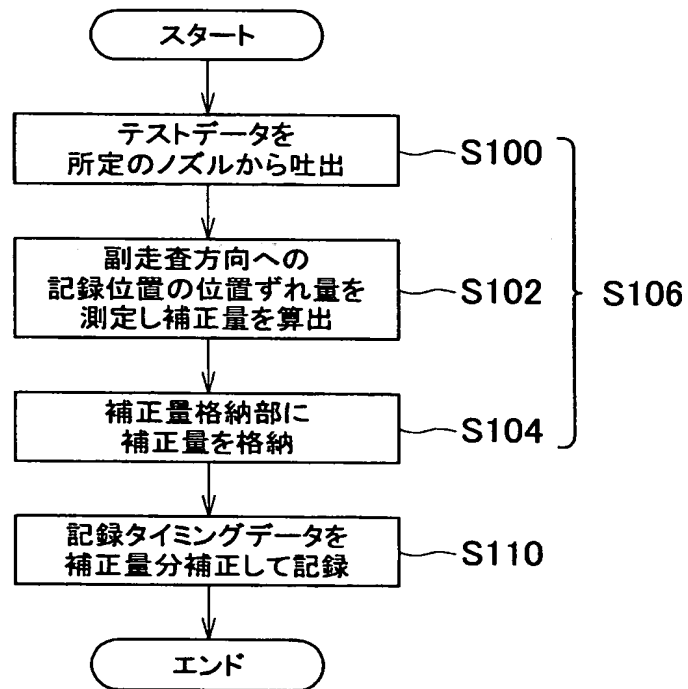 スタート
テストデータを
所定のノズルから吐出
S100
副走査方向への
記録位置の位置ずれ量を
測定し補正量を算出
S102
S106
補正量格納部に
補正量を格納
S104
記録タイミングデータを
補正量分補正して記録
S110
エンド